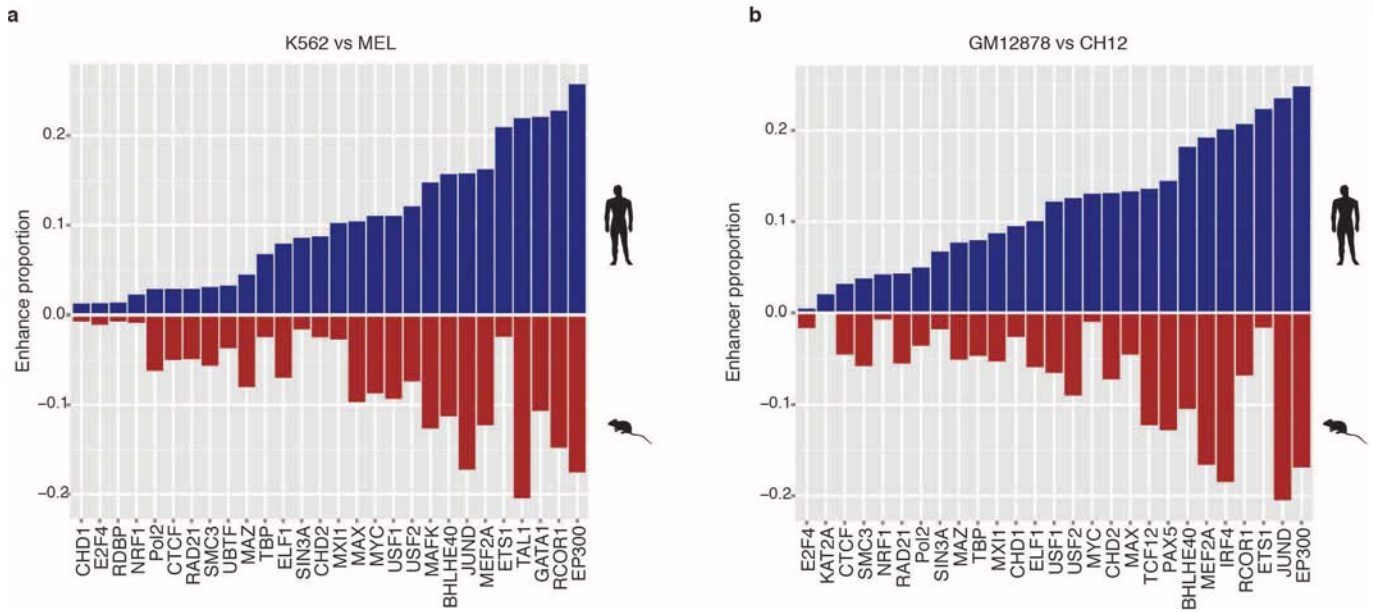 a
K562 vs MEL
Enhance proportion
0.2
0.1
0.0
−0.1
−0.2
CHD1
E2F4
RDBP
NRF1
Pol2
CTCF
RAD21
SMC3
UBTF
MAZ
TBP
ELF1
SIN3A
CHD2
MXI1
MAX
MYC
USF1
USF2
MAFK
BHLHE40
JUND
MEF2A
ETS1
TAL1
GATA1
RCOR1
EP300
b
GM12878 vs CH12
Enhancer pproportion
0.2
0.1
0.0
−0.1
−0.2
E2F4
KAT2A
CTCF
SMC3
NRF1
RAD21
Pol2
SIN3A
MAZ
TBP
MXI1
CHD1
ELF1
USF1
USF2
MYC
CHD2
MAX
TCF12
PAX5
BHLHE40
MEF2A
IRF4
RCOR1
ETS1
JUND
EP300